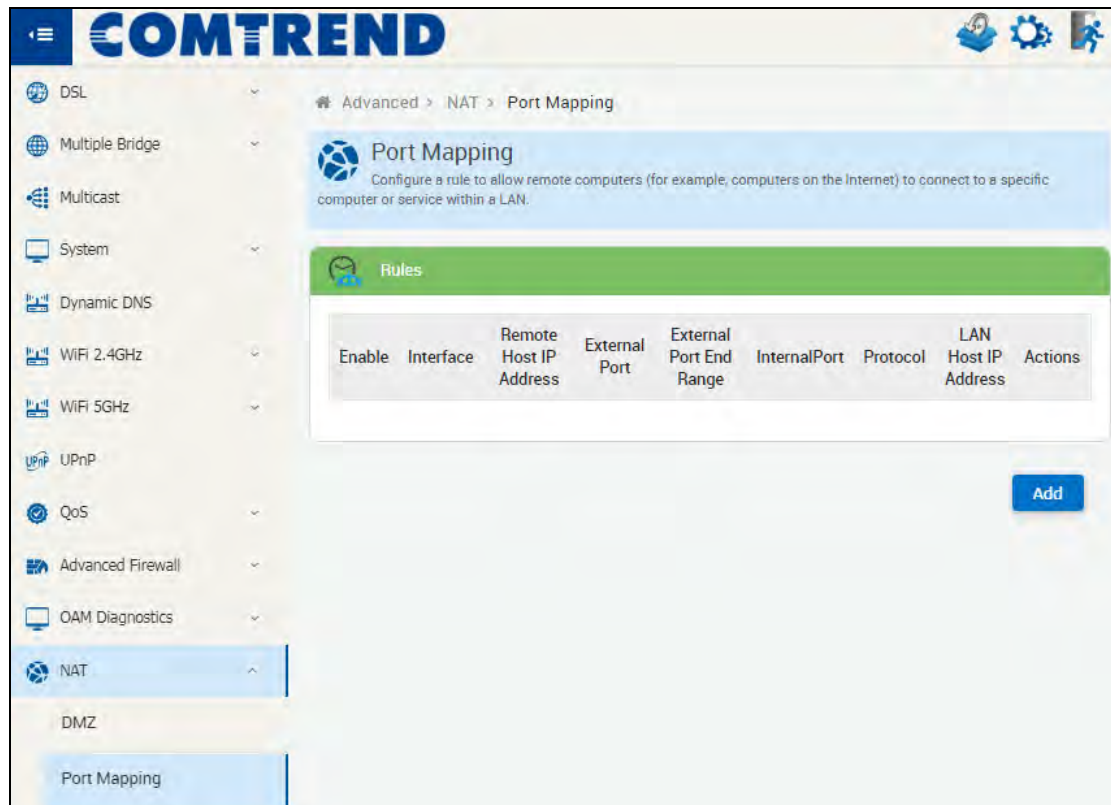 COMTREND
DSL
Multiple Bridge
Multicast
System
Dynamic DNS
WiFi 2.4GHz
WiFi 5GHz
UPnP UPnP
QoS
Advanced Firewall
OAM Diagnostics
NAT
DMZ
Port Mapping
Advanced > NAT > Port Mapping
Port Mapping
Configure a rule to allow remote computers (for example, computers on the Internet) to connect to a specific
computer or service within a LAN.
Rules
Enable Interface Remote Host IP Address External Port External Port End Range InternalPort Protocol LAN Host IP Address Actions
Add